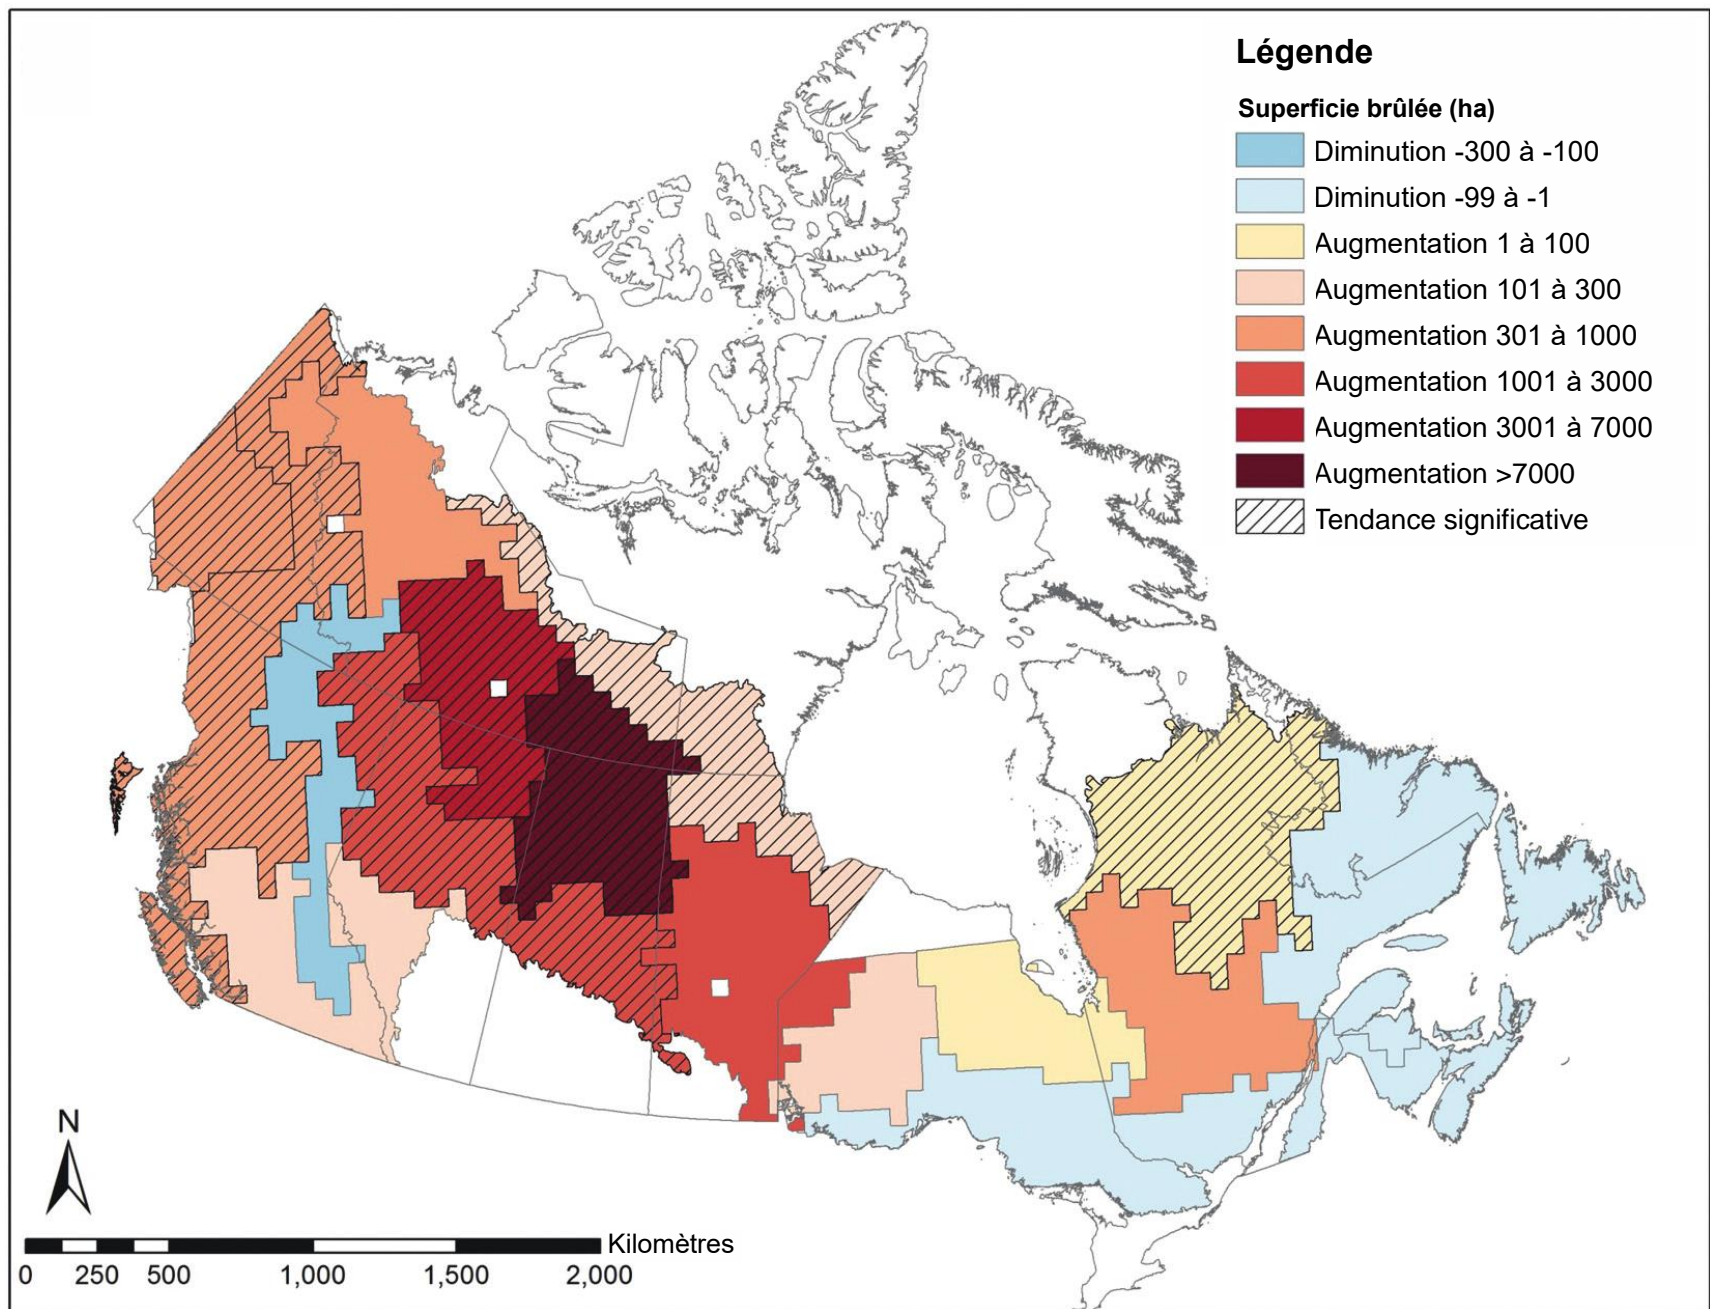 Légende
Superficie brûlée (ha)
Diminution -300 à -100
Diminution -99 à -1
Augmentation 1 à 100
Augmentation 101 à 300
Augmentation 301 à 1000
Augmentation 1001 à 3000
Augmentation 3001 à 7000
Augmentation >7000
Tendance significative
N
Kilomètres
0 250 500 1,000 1,500 2,000